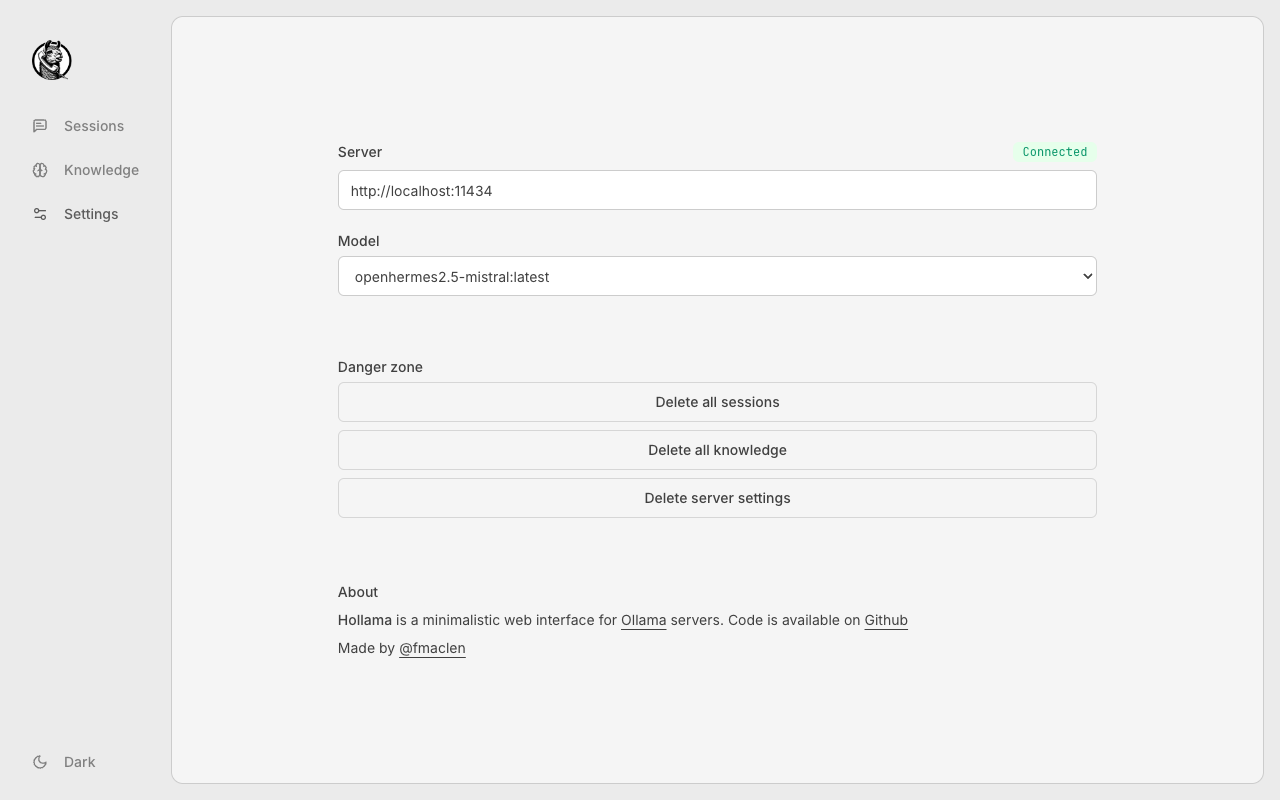 Sessions
Knowledge
Settings
Dark
Server
Connected
http://localhost:11434
Model
openhermes2.5-mistral:latest
Danger zone
Delete all sessions
Delete all knowledge
Delete server settings
About
Hollama is a minimalistic web interface for Ollama servers. Code is available on Github
Made by @fmaclen